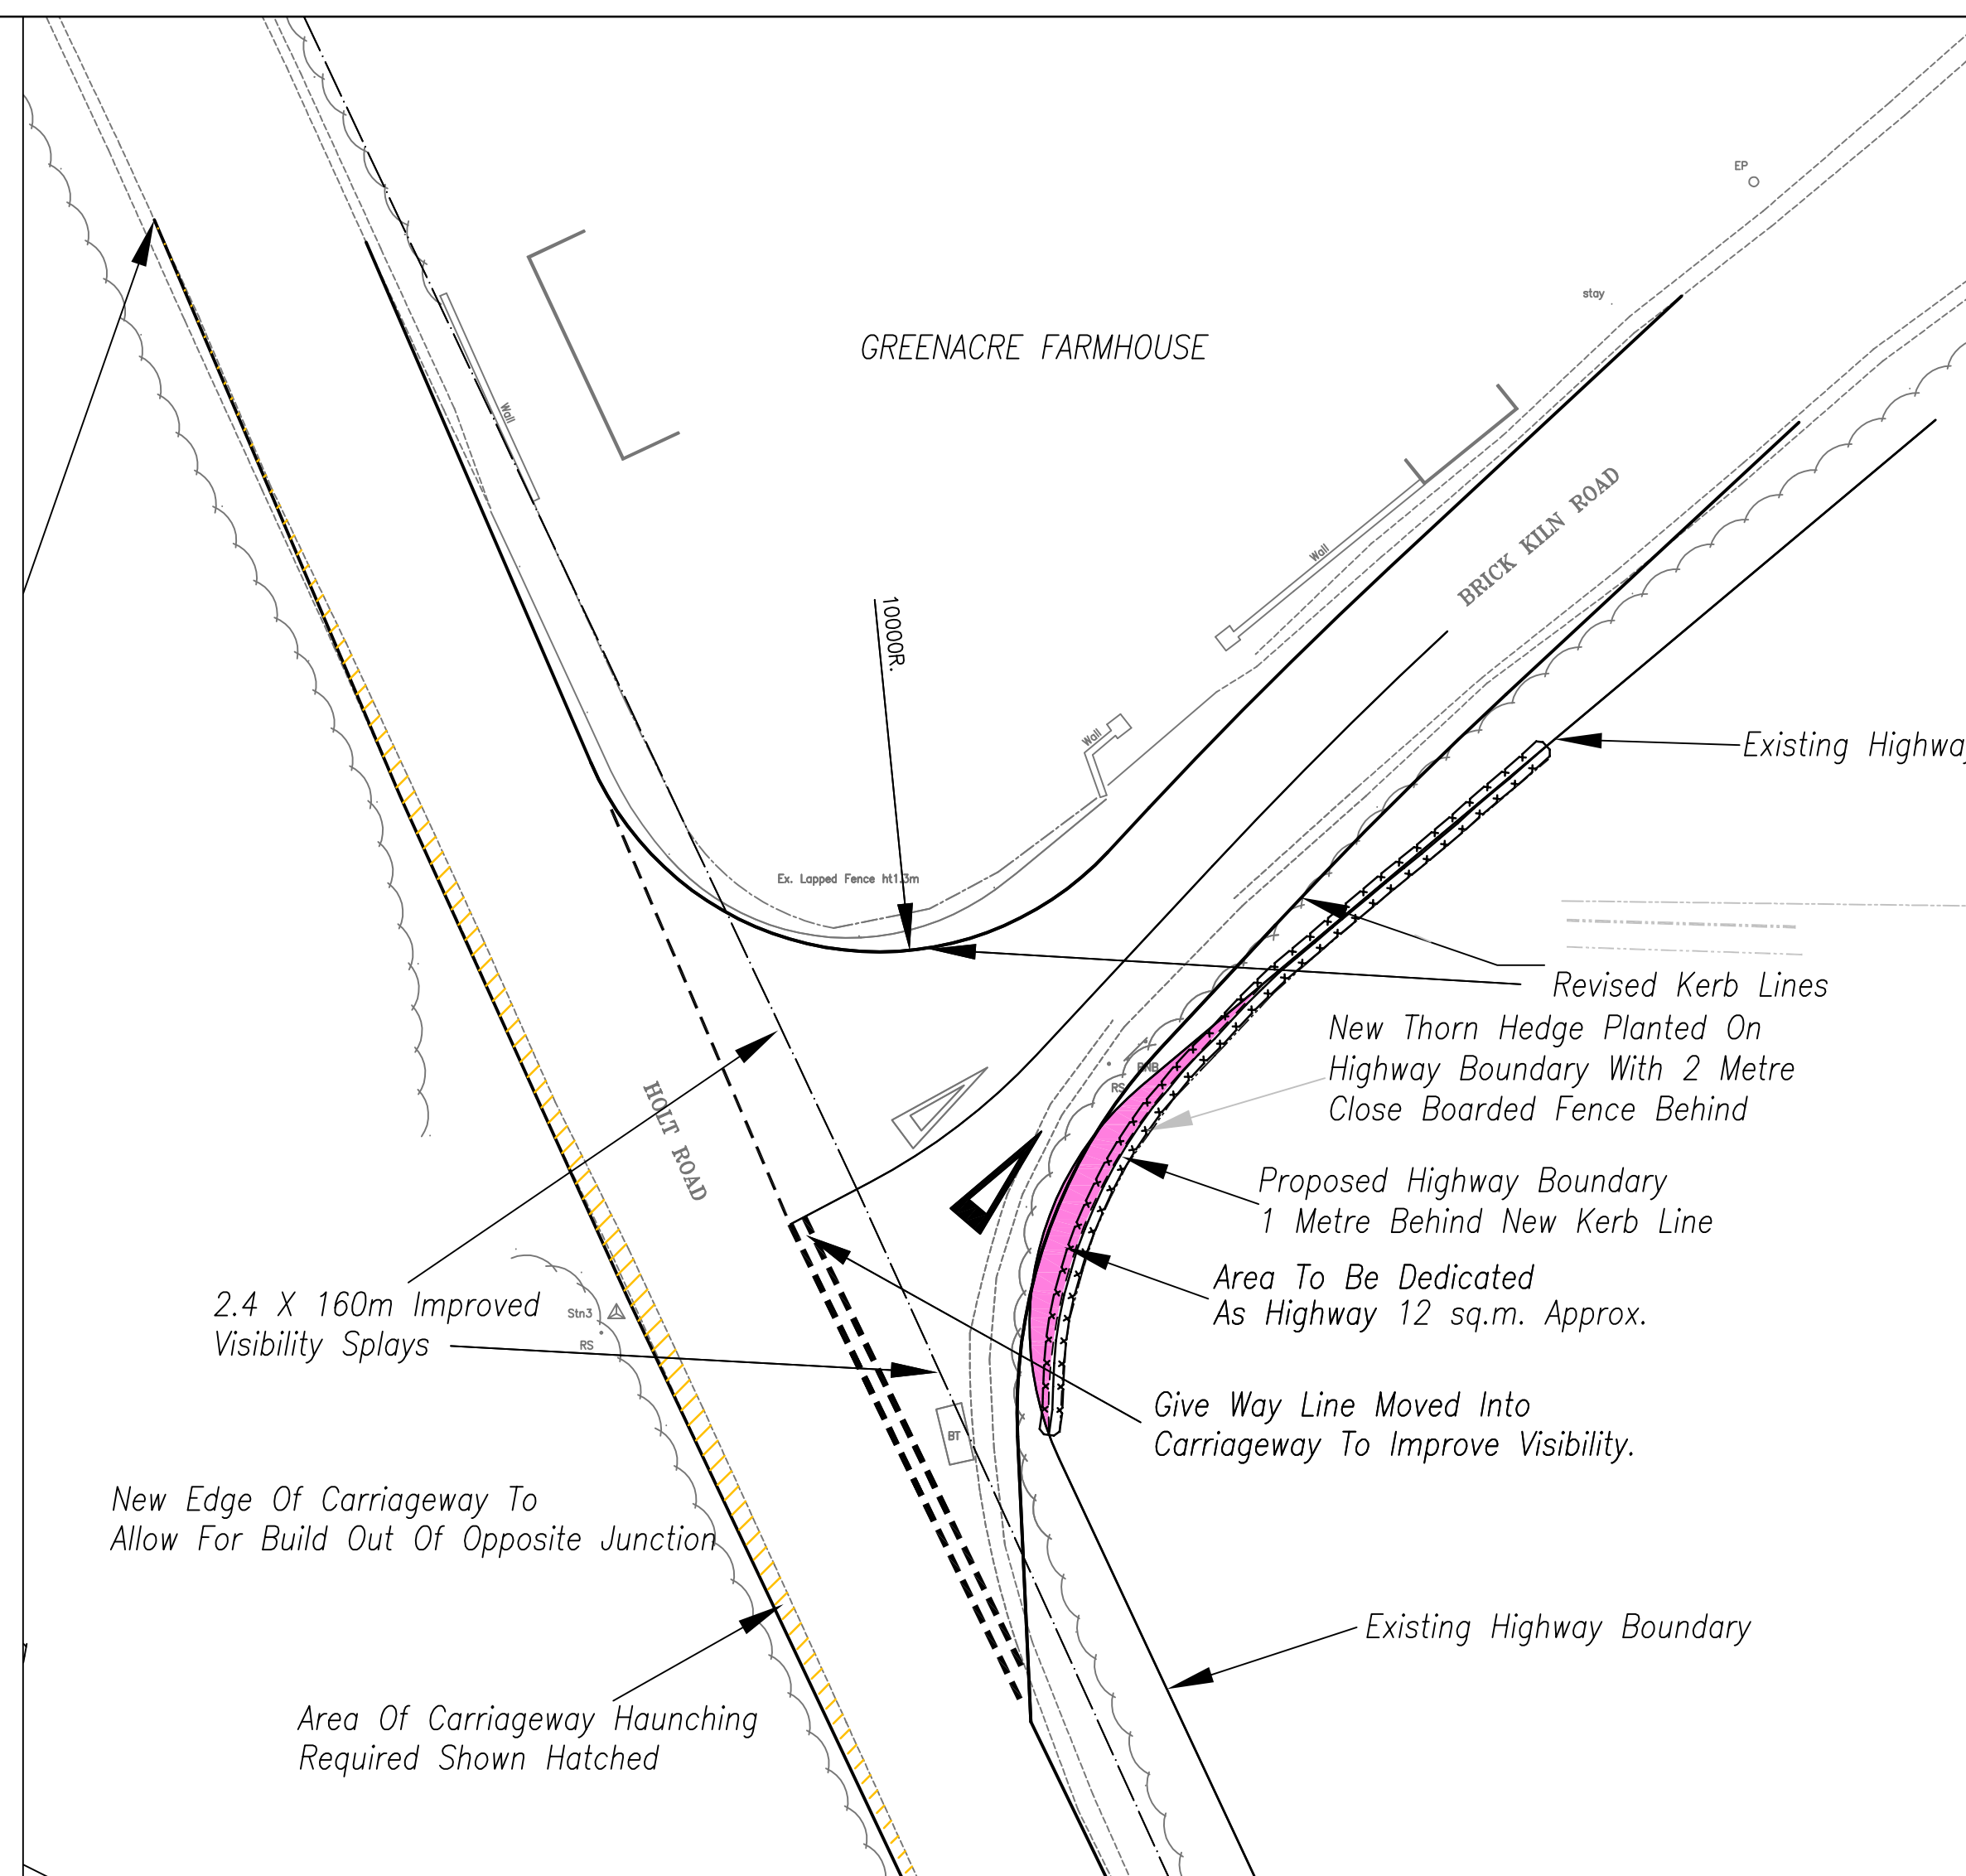 EP
stay
GREENACRE FARMHOUSE
Wall
BRICK KILN ROAD
Wall
10000R.
Wall
Existing Highwa
Ex. Lapped Fence ht1.3m
Revised Kerb Lines
New Thorn Hedge Planted On
Highway Boundary With 2 Metre
Close Boarded Fence Behind
RS
HOLT ROAD
Proposed Highway Boundary
1 Metre Behind New Kerb Line
Area To Be Dedicated
As Highway 12 sq.m. Approx.
2.4 X 160m Improved
Visibility Splays
Stn3
RS
Give Way Line Moved Into
Carriageway To Improve Visibility.
BT
New Edge Of Carriageway To
Allow For Build Out Of Opposite Junction
Existing Highway Boundary
Area Of Carriageway Haunching
Required Shown Hatched